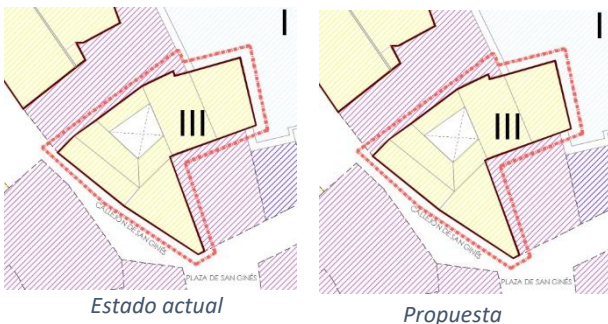 I
III
CALLEJÓN DE SAN GINÉS
PLAZA DE SAN GINÉS
Estado actual
I
III
CALLEJÓN DE SAN GINÉS
PLAZA DE SAN GINÉS
Propuesta